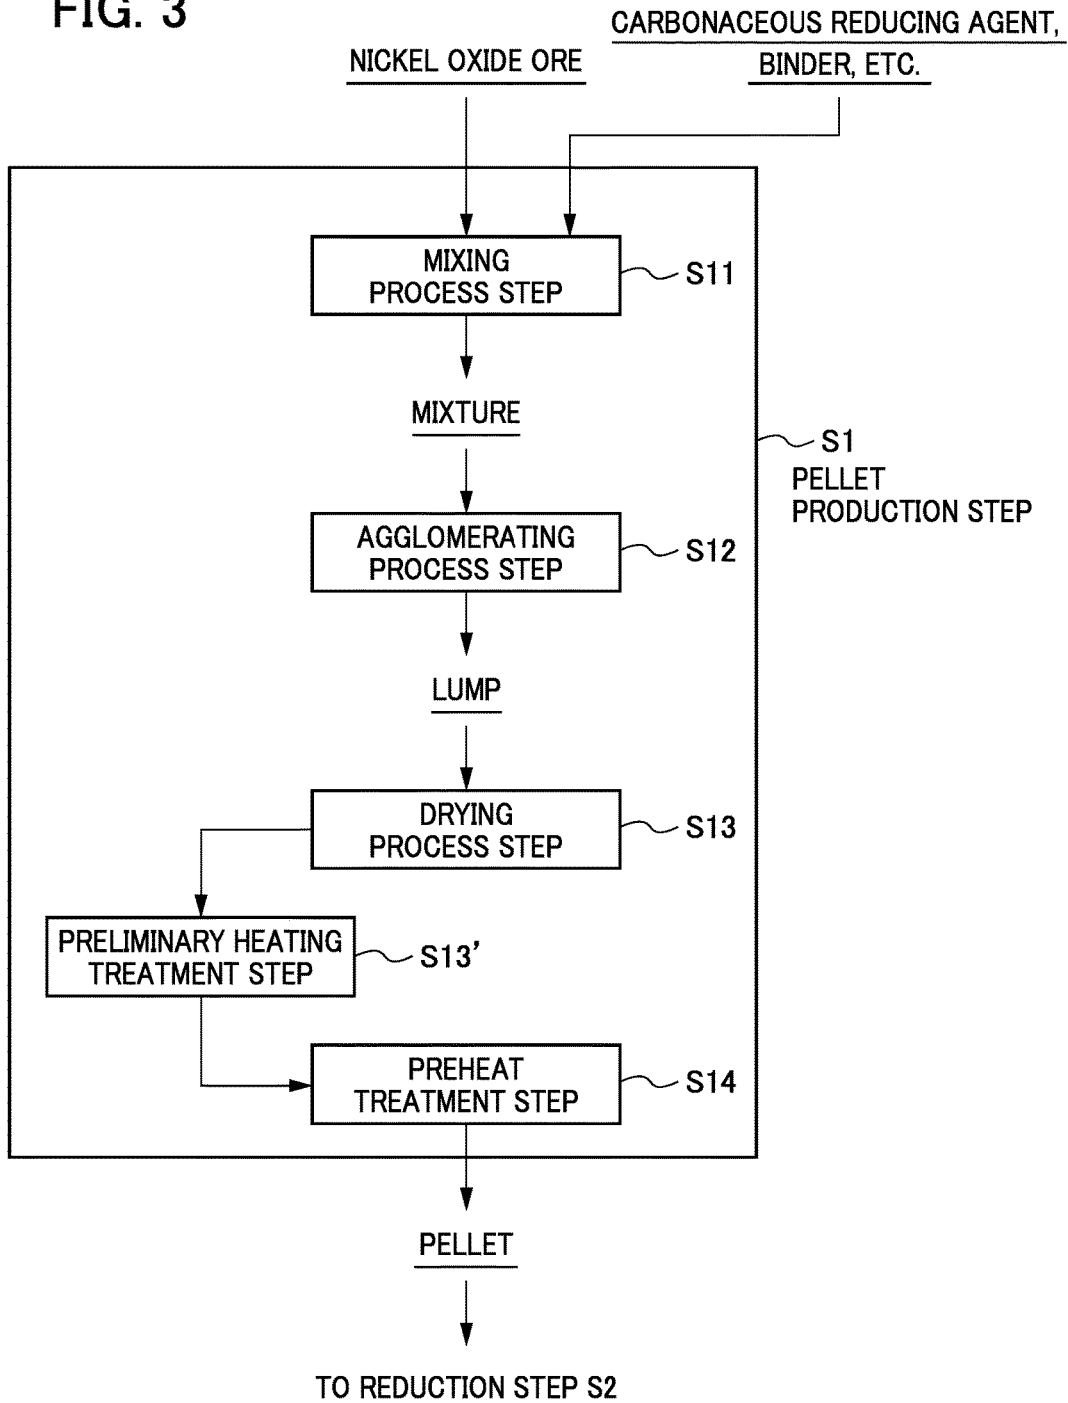 FIG. 3
CARBONACEOUS REDUCING AGENT,
BINDER, ETC.
NICKEL OXIDE ORE
MIXING
PROCESS STEP
S11
MIXTURE
S1
PELLET
PRODUCTION STEP
AGGLOMERATING
PROCESS STEP
S12
LUMP
DRYING
PROCESS STEP
S13
PRELIMINARY HEATING
TREATMENT STEP
S13’
PREHEAT
TREATMENT STEP
S14
PELLET
TO REDUCTION STEP S2